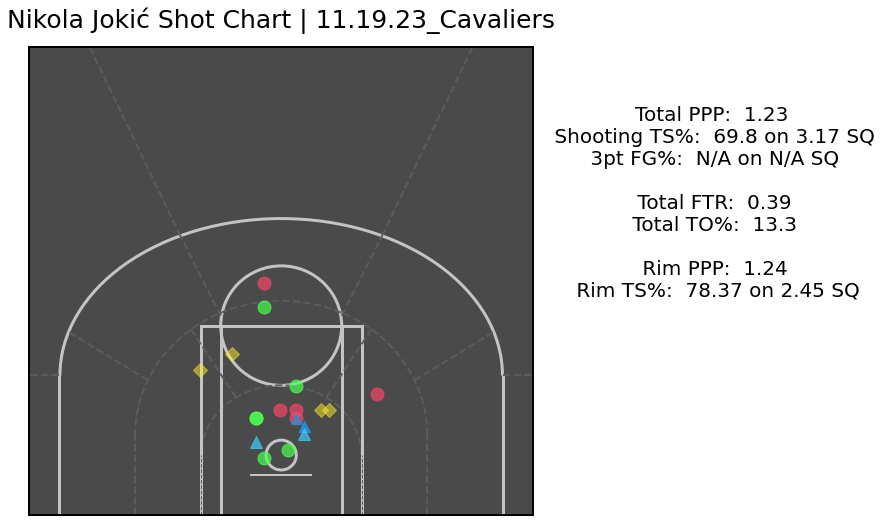 Nikola Jokić Shot Chart | 11.19.23_Cavaliers
Total PPP: 1.23
Shooting TS%: 69.8 on 3.17 SQ
3pt FG%: N/A on N/A SQ
Total FTR: 0.39
Total TO%: 13.3
Rim PPP: 1.24
Rim TS%: 78.37 on 2.45 SQ